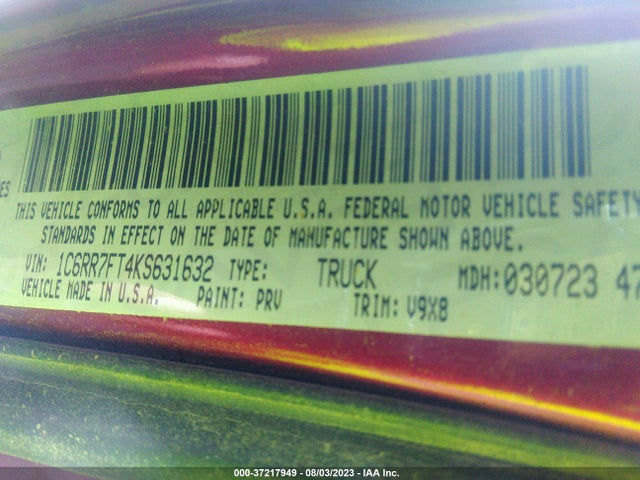 ES
THIS VEHICLE CONFORMS TO ALL APPLICABLE U.S.A. FEDERAL MOTOR VEHICLE SAFETY
STANDARDS IN EFFECT ON THE DATE OF MANUFACTURE SHOWN ABOVE.
VIN: 1C6RR7FT4KS631632 TYPE: TRUCK MDH:030723 47
VEHICLE MADE IN U.S.A. PAINT: PRV TRIM: V9X8
000-37217949 - 08/03/2023 - IAA Inc.